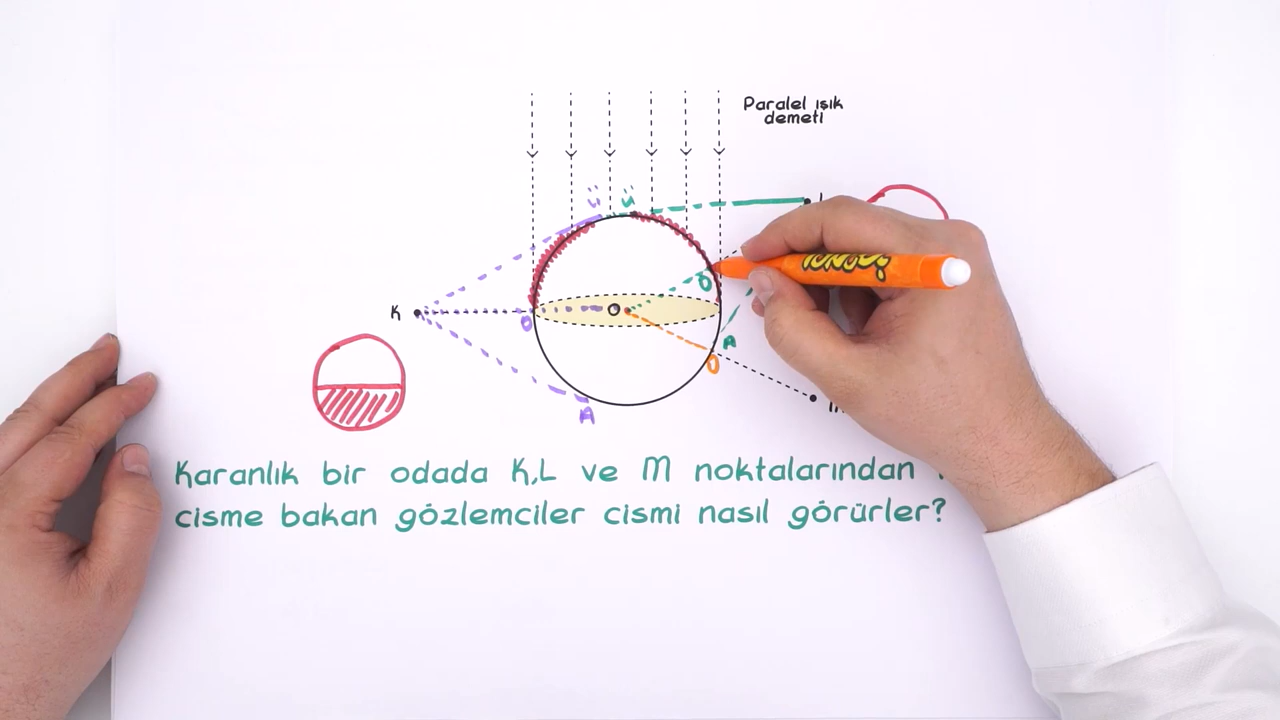 Paralel ışık
demeti
Ü Ü
K
O
O
O
A
O
A
Karanlık bir odada K,L ve M noktalarından
cisme bakan gözlemciler cismi nasıl görürler?